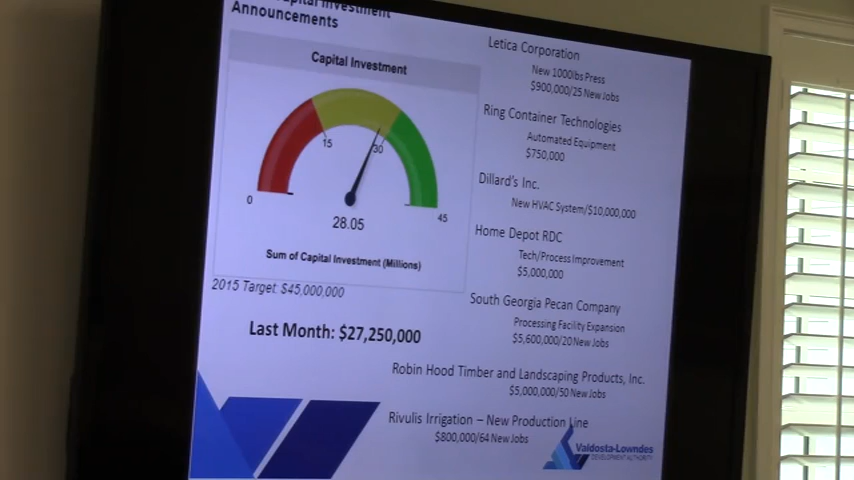 Capital Investment
Announcements
Capital Investment
0
15
30
45
28.05
Sum of Capital Investment (Millions)
2015 Target: $45,000,000
Last Month: $27,250,000
Letica Corporation
New 1000lbs Press
$900,000/25 New Jobs
Ring Container Technologies
Automated Equipment
$750,000
Dillard's Inc.
New HVAC System/$10,000,000
Home Depot RDC
Tech/Process Improvement
$5,000,000
South Georgia Pecan Company
Processing Facility Expansion
$5,600,000/20 New Jobs
Robin Hood Timber and Landscaping Products, Inc.
$5,000,000/50 New Jobs
Rivulis Irrigation – New Production Line
$800,000/64 New Jobs
Valdosta-Lowndes
DEVELOPMENT AUTHORITY